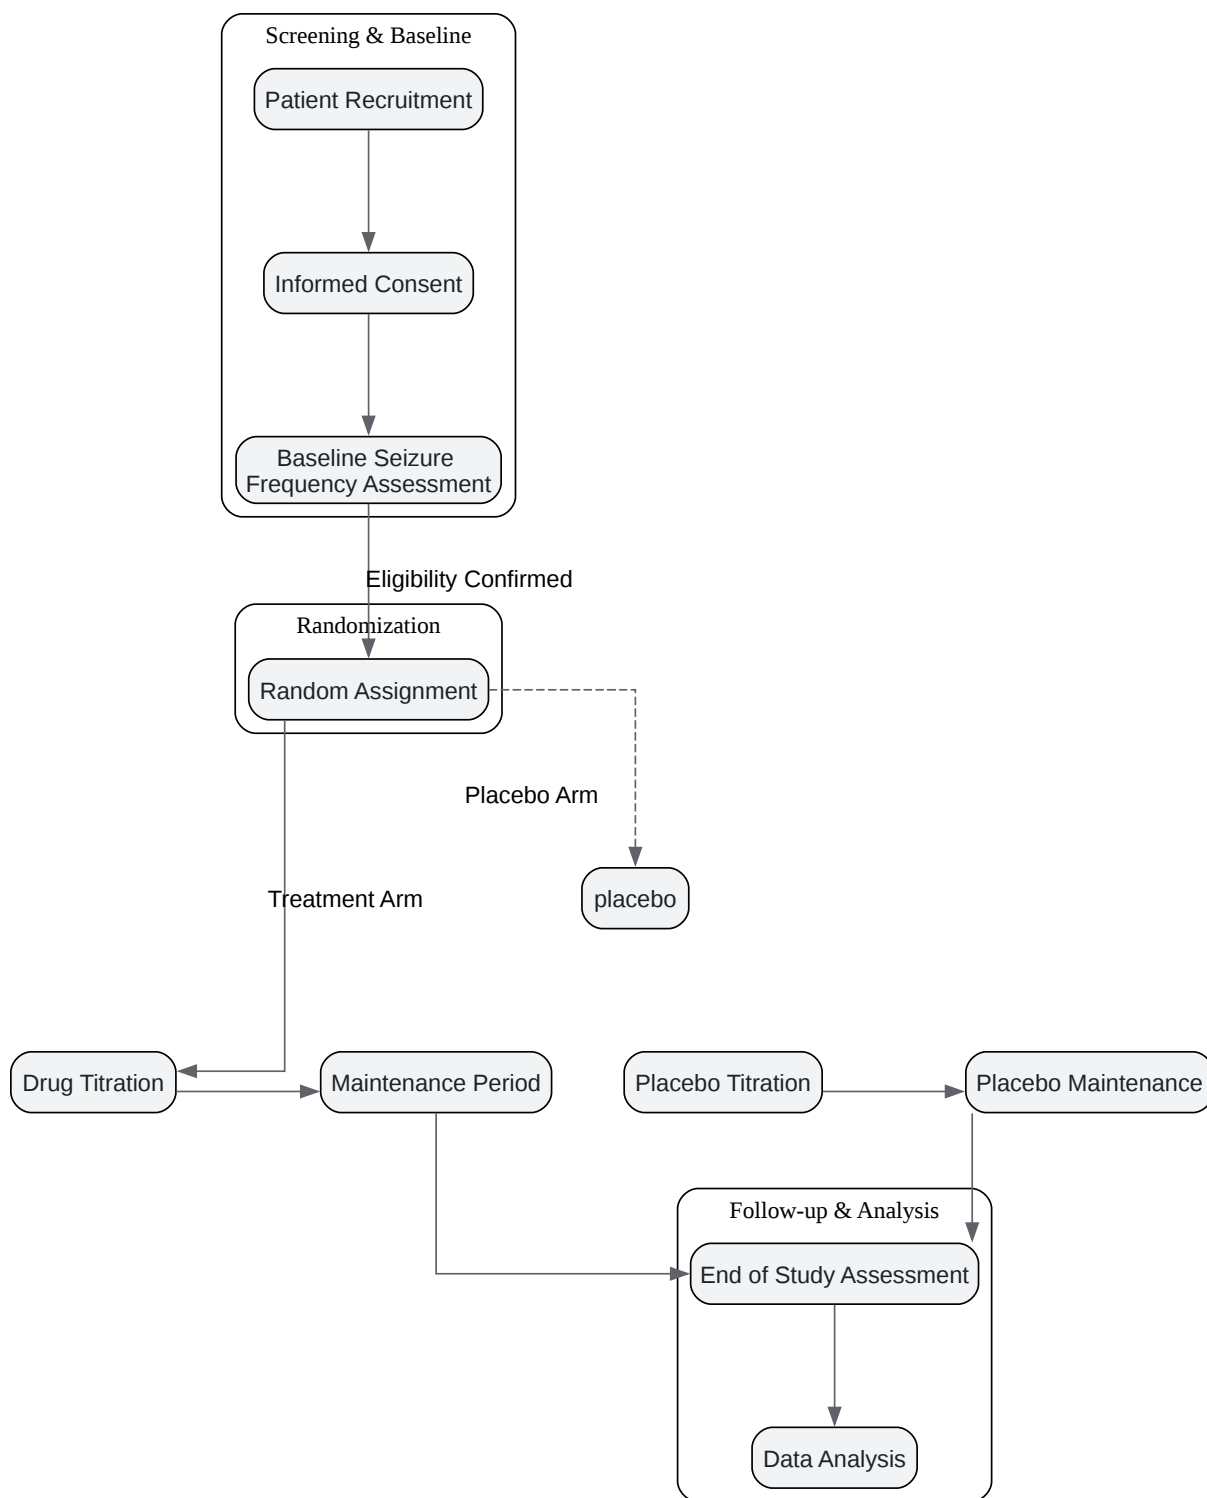 Screening & Baseline
Patient Recruitment
Informed Consent
Baseline Seizure
Frequency Assessment
Eligibility Confirmed
Randomization
Random Assignment
Placebo Arm
Treatment Arm
placebo
Drug Titration
Maintenance Period
Placebo Titration
Placebo Maintenance
Follow-up & Analysis
End of Study Assessment
Data Analysis